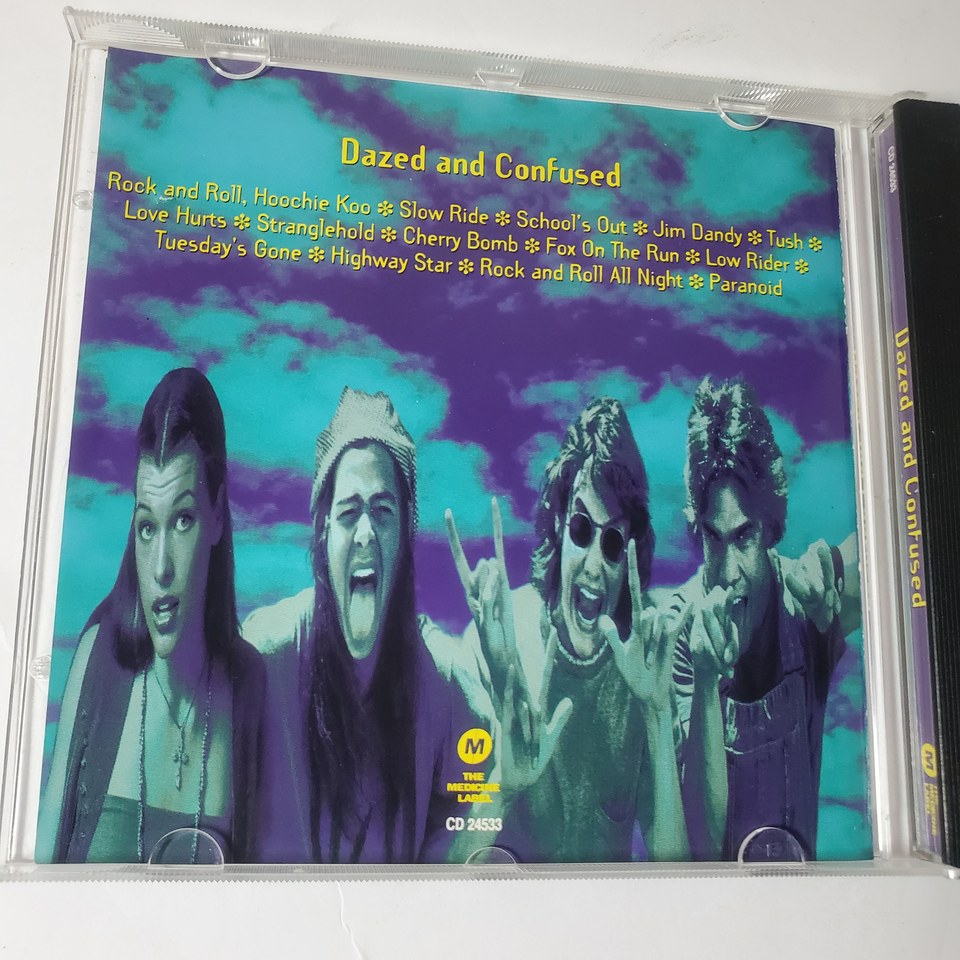 Dazed and Confused
Rock and Roll, Hoochie Koo ❇ Slow Ride ❇ School's Out ❇ Jim Dandy ❇ Tush ❇
Love Hurts ❇ Stranglehold ❇ Cherry Bomb ❇ Fox On The Run ❇ Low Rider ❇
Tuesday's Gone ❇ Highway Star ❇ Rock and Roll All Night ❇ Paranoid
M
THE
MEDICINE
LABEL
CD 24533
Dazed and Confused
M